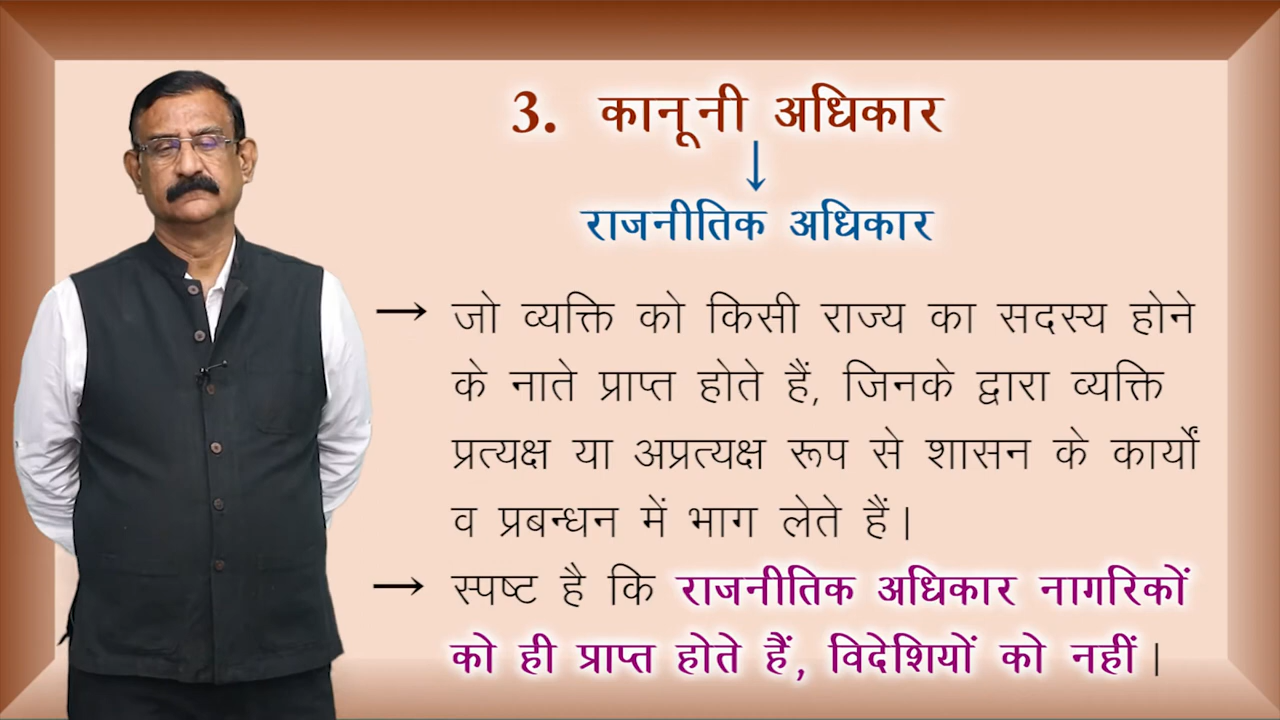 3. कानूनी अधिकार
↓
राजनीतिक अधिकार
→ जो व्यक्ति को किसी राज्य का सदस्य होने
के नाते प्राप्त होते हैं, जिनके द्वारा व्यक्ति
प्रत्यक्ष या अप्रत्यक्ष रूप से शासन के कार्यों
व प्रबन्धन में भाग लेते हैं।
→ स्पष्ट है कि राजनीतिक अधिकार नागरिकों
को ही प्राप्त होते हैं, विदेशियों को नहीं।